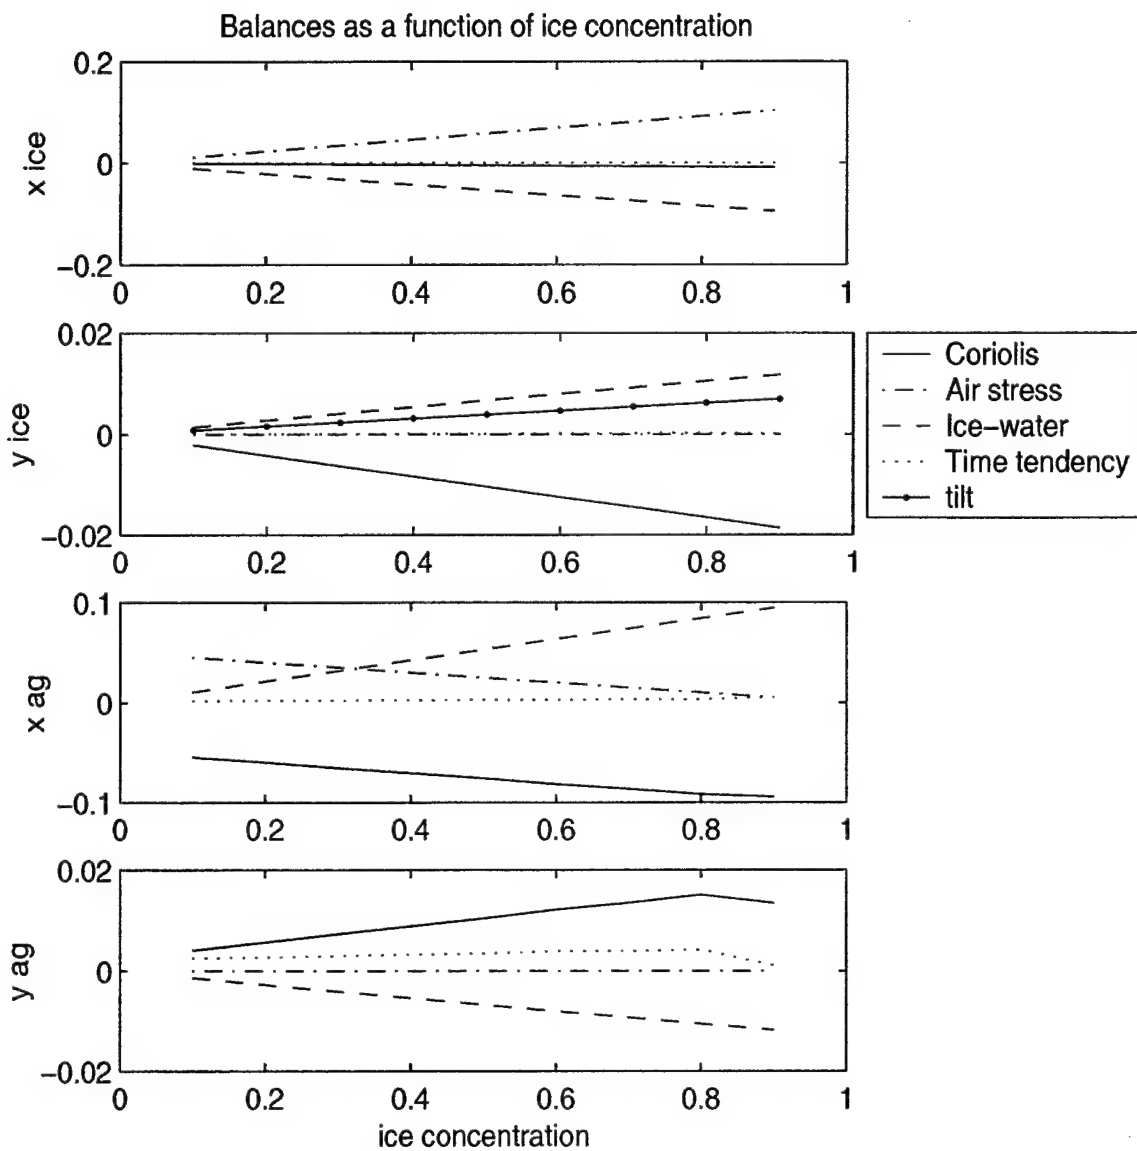 Balances as a function of ice concentration
0.2
0
−0.2
x ice
0 0.2 0.4 0.6 0.8 1
0.02
0
−0.02
y ice
0 0.2 0.4 0.6 0.8 1
Coriolis
Air stress
Ice−water
Time tendency
tilt
0.1
0
−0.1
x ag
0 0.2 0.4 0.6 0.8 1
0.02
0
−0.02
y ag
0 0.2 0.4 0.6 0.8 1
ice concentration